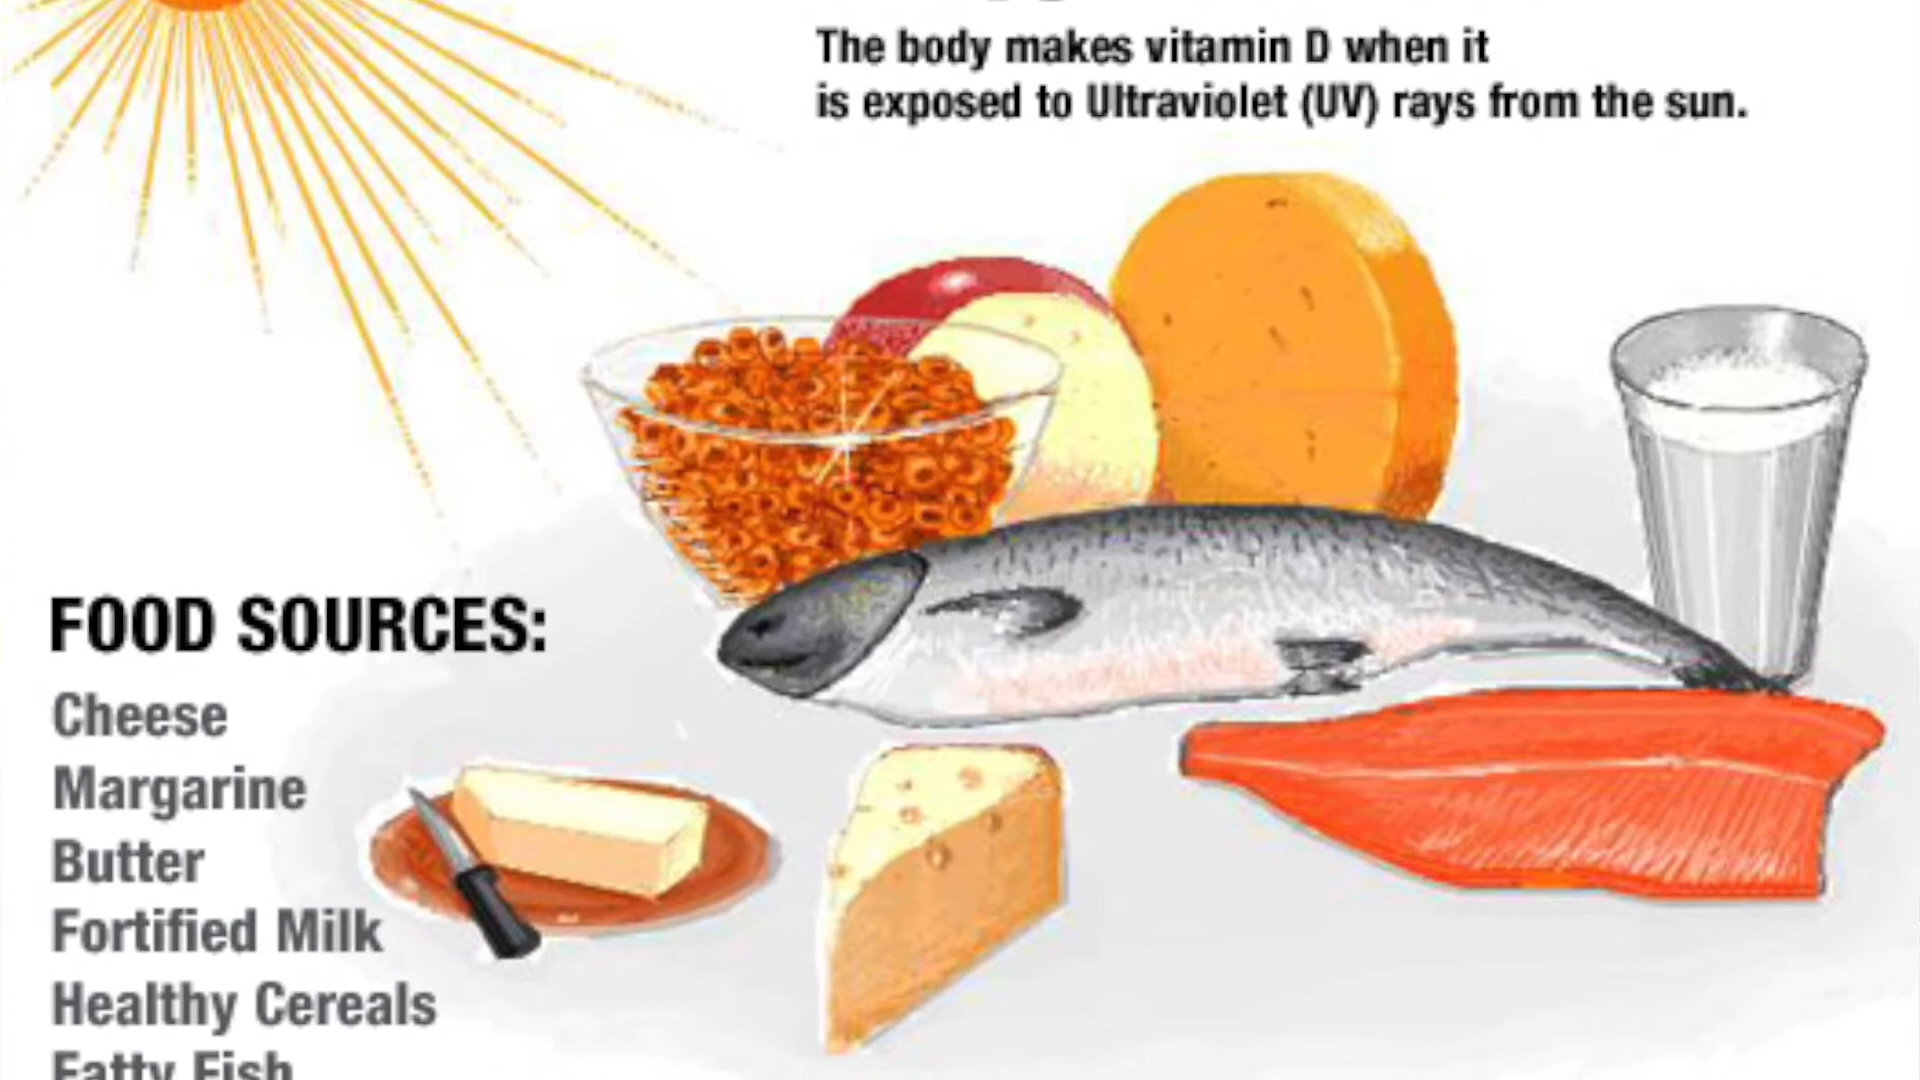 The body makes vitamin D when it
is exposed to Ultraviolet (UV) rays from the sun.
FOOD SOURCES:
Cheese
Margarine
Butter
Fortified Milk
Healthy Cereals
Fatty Fish